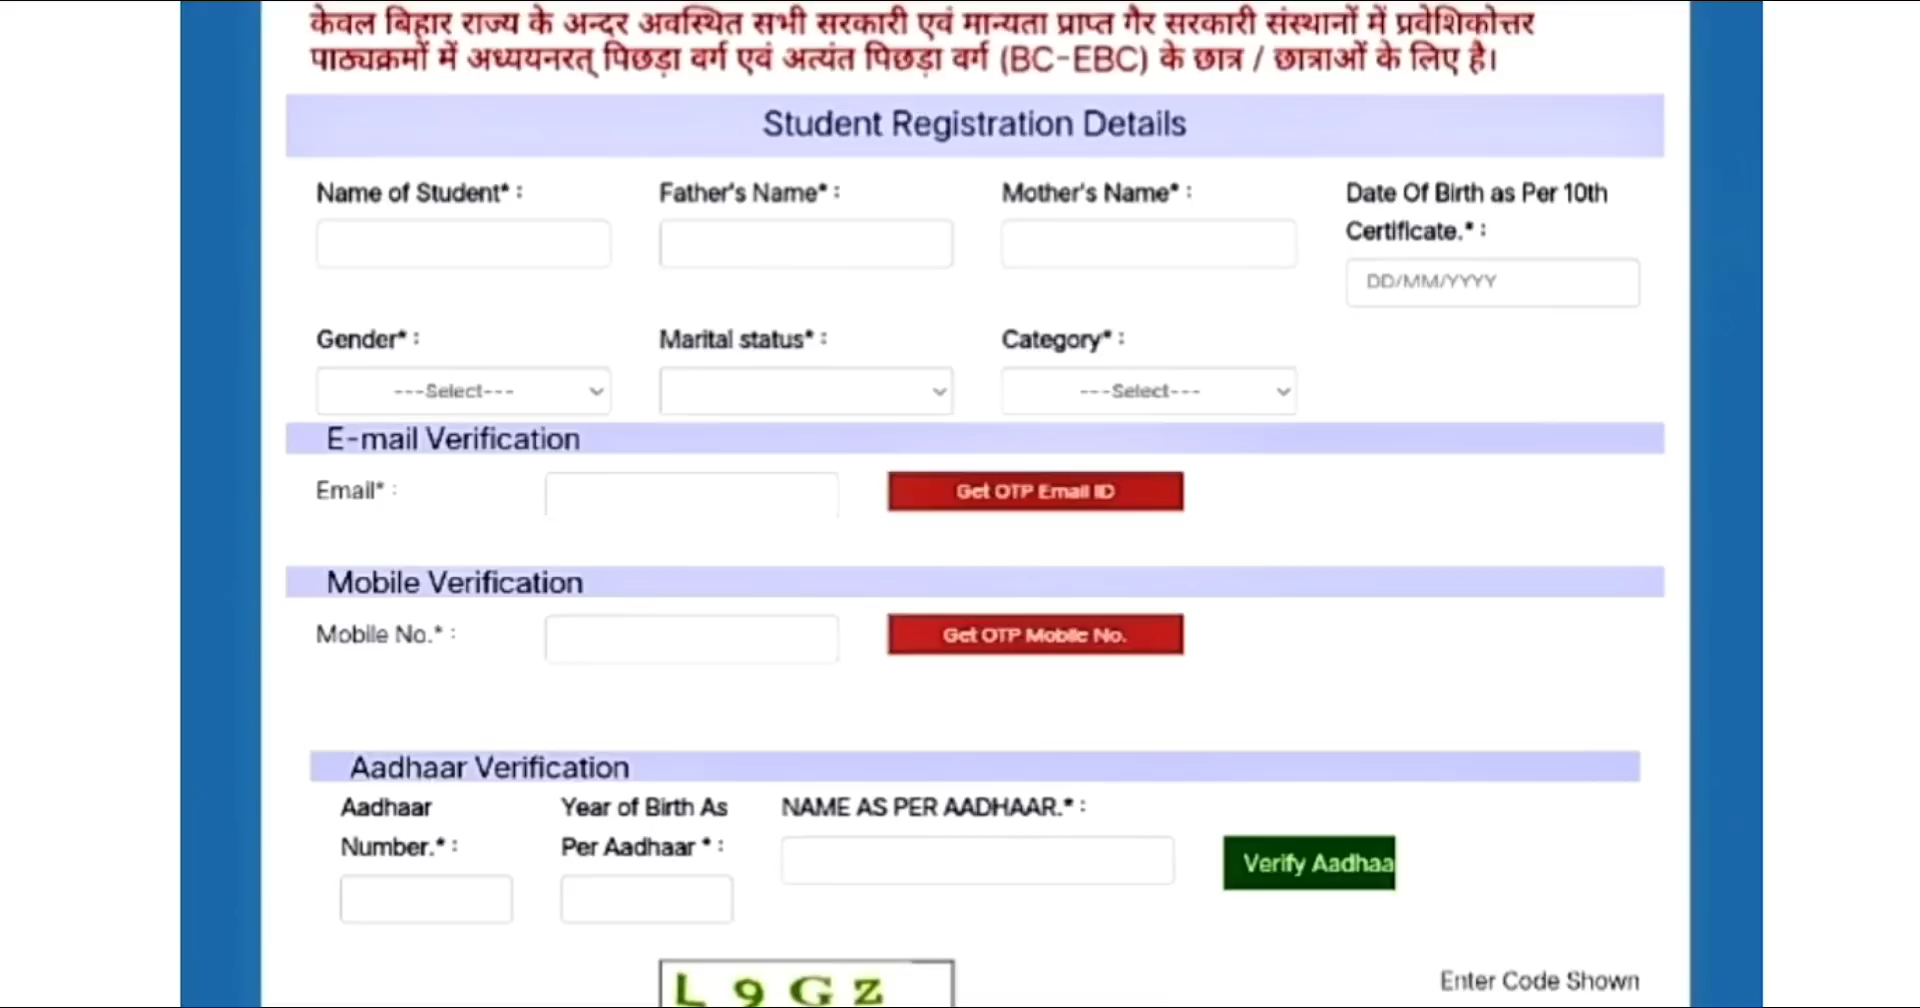 केवल बिहार राज्य के अन्दर अवस्थित सभी सरकारी एवं मान्यता प्राप्त गैर सरकारी संस्थानों में प्रवेशिकोत्तर
पाठ्यक्रमों में अध्ययनरत् पिछड़ा वर्ग एवं अत्यंत पिछड़ा वर्ग (BC-EBC) के छात्र / छात्राओं के लिए है।
Student Registration Details
Name of Student* : Father's Name* : Mother's Name* : Date Of Birth as Per 10th
Certificate.* :
DD/MM/YYYY
Gender* : Marital status* : Category* :
---Select--- ---Select---
E-mail Verification
Email* : Get OTP Email ID
Mobile Verification
Mobile No.* : Get OTP Mobile No.
Aadhaar Verification
Aadhaar Year of Birth As NAME AS PER AADHAAR.* :
Number.* : Per Aadhaar * :
Verify Aadhaa
L 9 G z
Enter Code Shown